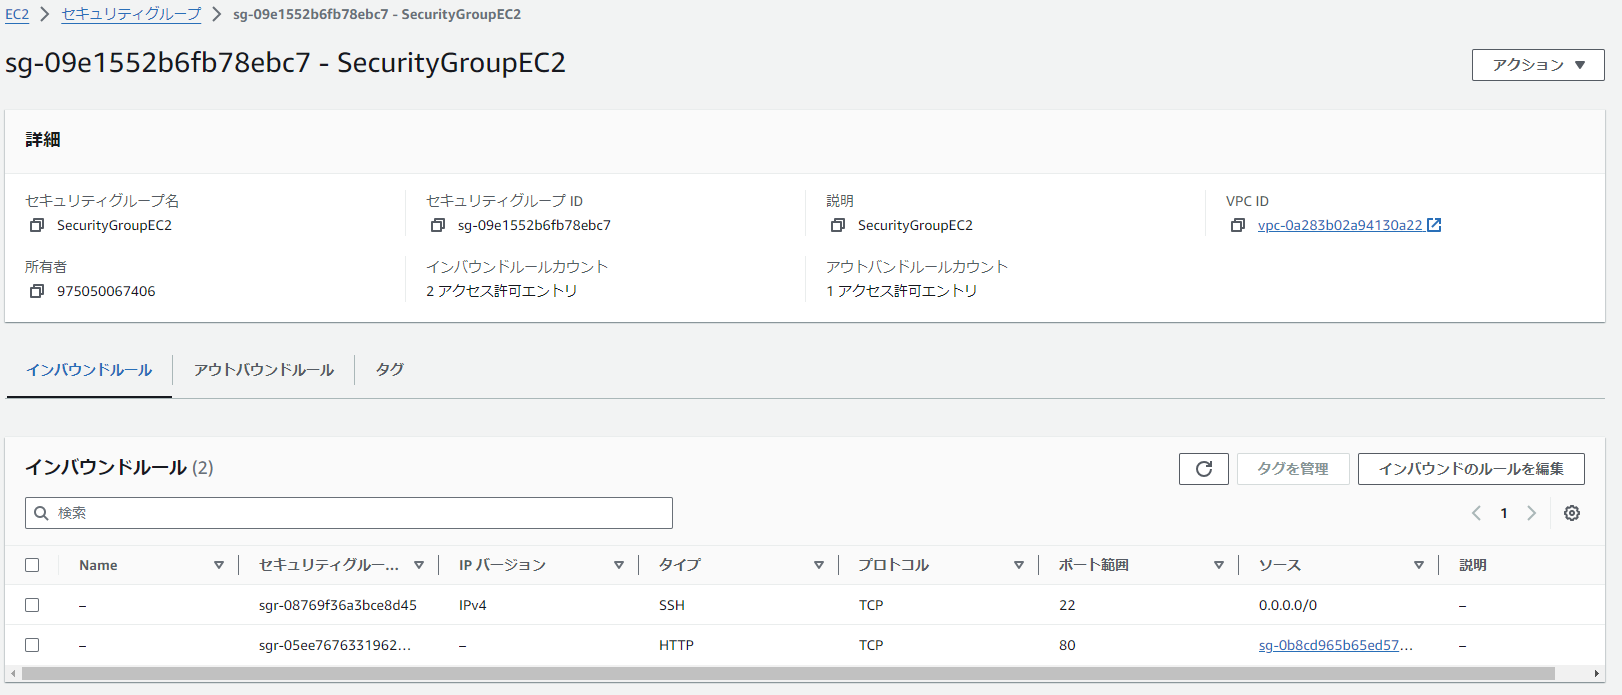 EC2 > セキュリティグループ > sg-09e1552b6fb78ebc7 - SecurityGroupEC2
sg-09e1552b6fb78ebc7 - SecurityGroupEC2
アクション ▼
詳細
セキュリティグループ名
SecurityGroupEC2
セキュリティグループ ID
sg-09e1552b6fb78ebc7
説明
SecurityGroupEC2
VPC ID
vpc-0a283b02a94130a22
所有者
975050067406
インバウンドルールカウント
2 アクセス許可エントリ
アウトバンドルールカウント
1 アクセス許可エントリ
インバウンドルール アウトバウンドルール タグ
インバウンドルール (2)
タグを管理 インバウンドのルールを編集
検索
1
Name セキュリティグルー... IP バージョン タイプ プロトコル ポート範囲 ソース 説明
– sgr-08769f36a3bce8d45 IPv4 SSH TCP 22 0.0.0.0/0 –
– sgr-05ee7676331962... – HTTP TCP 80 sg-0b8cd965b65ed57... –